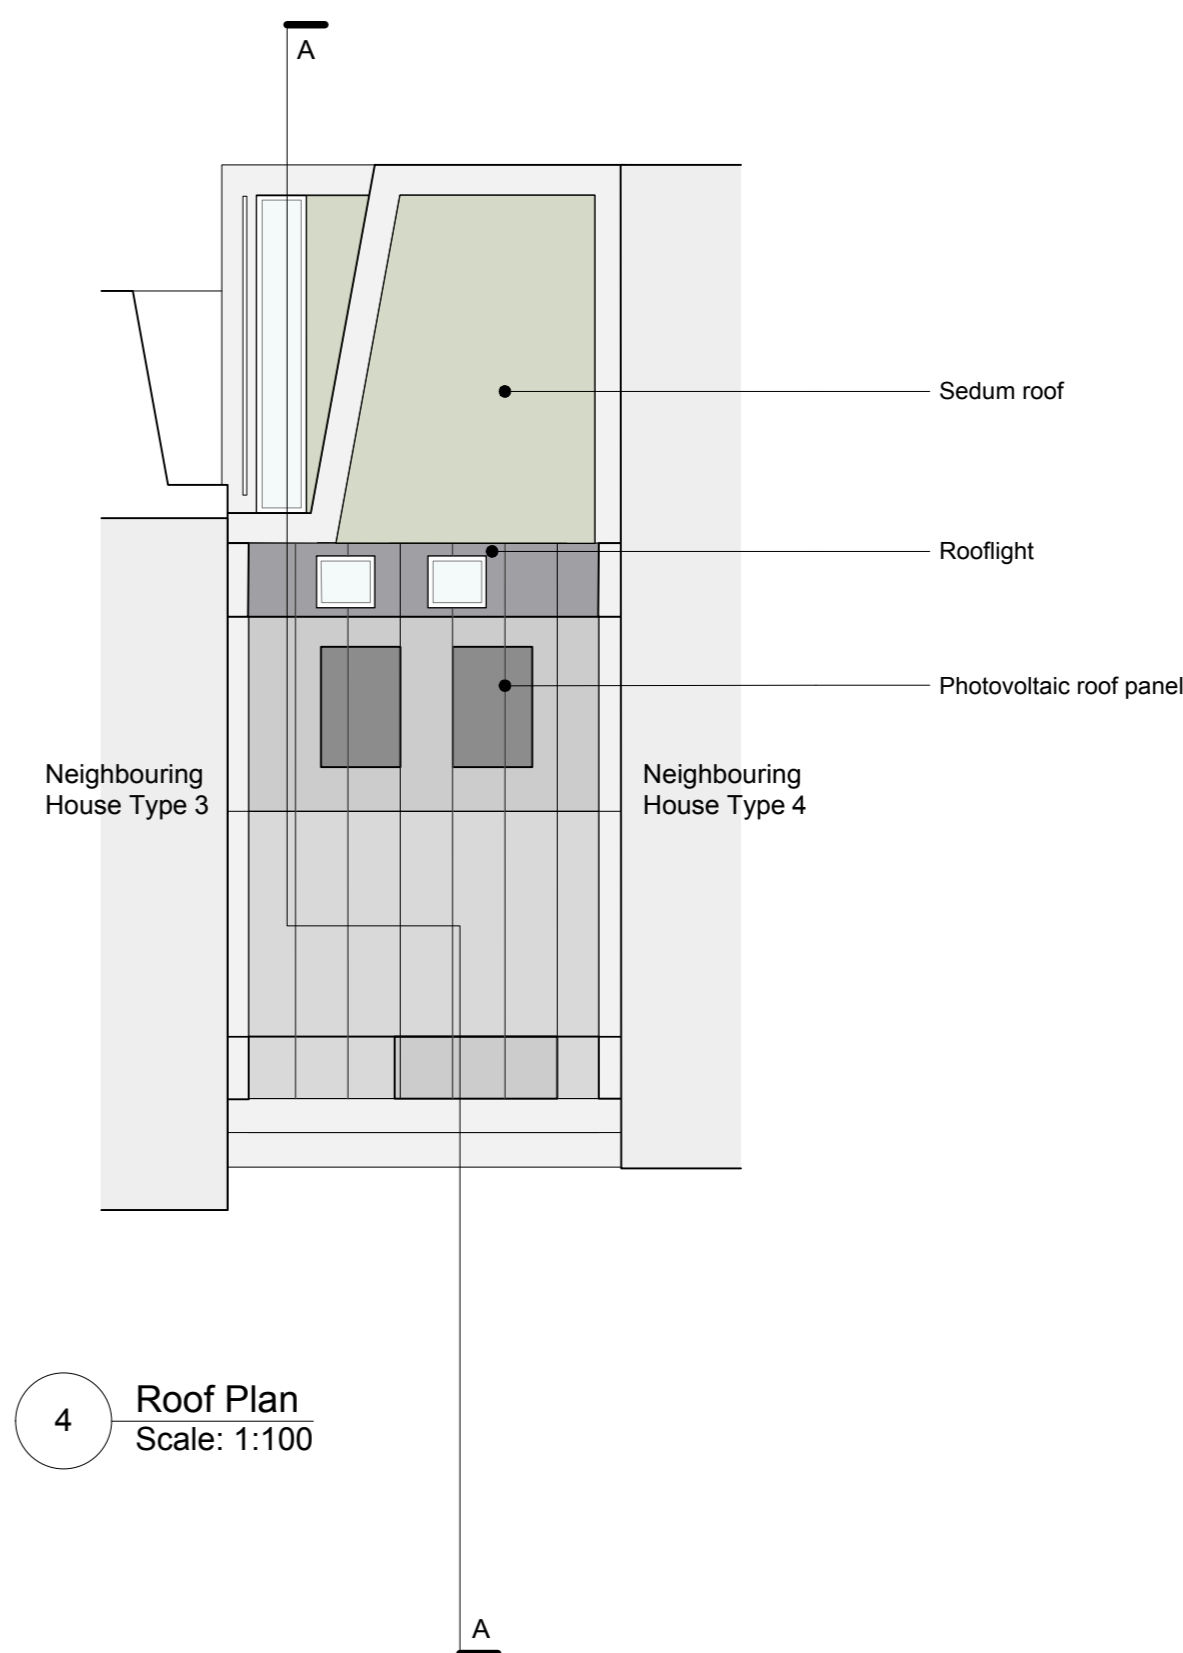 A
Sedum roof
Rooflight
Photovoltaic roof panel
Neighbouring
House Type 3
Neighbouring
House Type 4
4
Roof Plan
Scale: 1:100
A